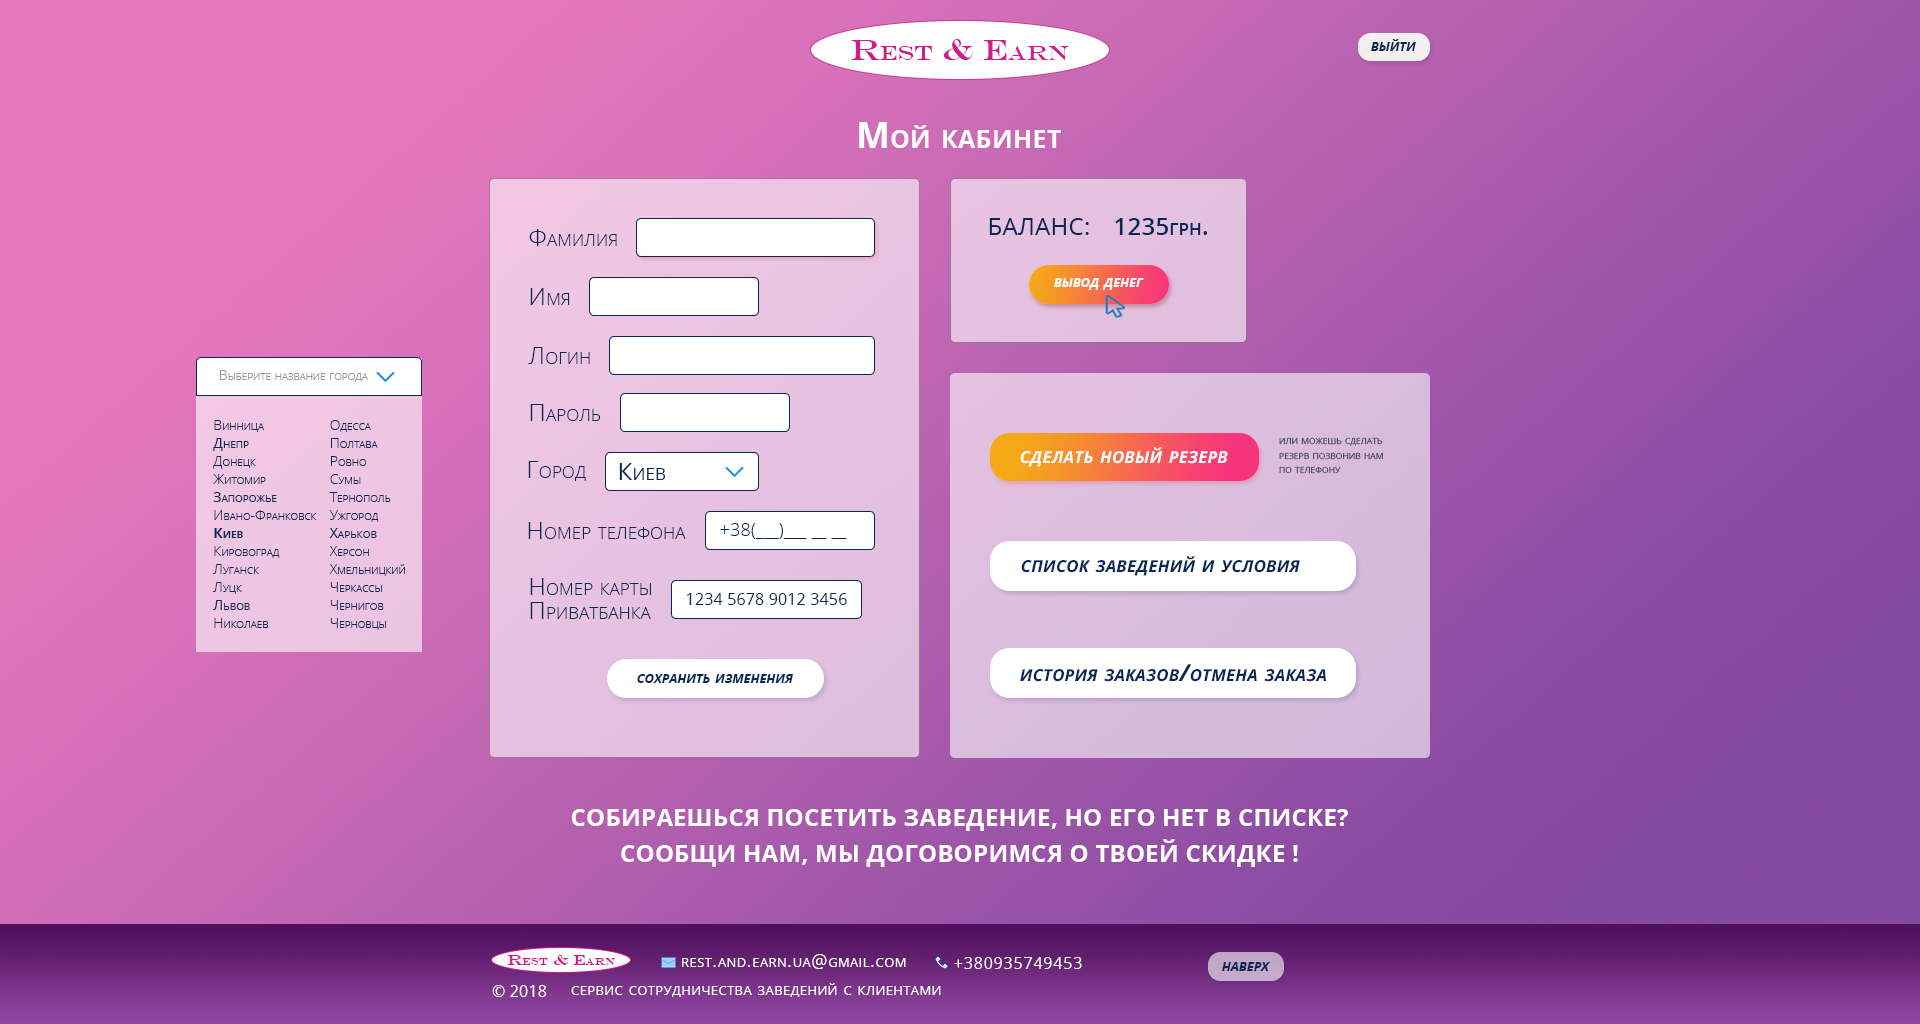 Rest & Earn
выйти
Мой кабинет
Фамилия
Имя
Логин
Пароль
Город
Киев
Номер телефона
+38(___)___ __ __
Номер карты
Приватбанка
1234 5678 9012 3456
сохранить изменения
БАЛАНС: 1235грн.
вывод денег
сделать новый резерв
или можешь сделать
резерв позвонив нам
по телефону
список заведений и условия
история заказов/отмена заказа
Выберите название города
Винница
Днепр
Донецк
Житомир
Запорожье
Ивано-Франковск
Киев
Кировоград
Луганск
Луцк
Львов
Николаев
Одесса
Полтава
Ровно
Сумы
Тернополь
Ужгород
Харьков
Херсон
Хмельницкий
Черкассы
Чернигов
Черновцы
СОБИРАЕШЬСЯ ПОСЕТИТЬ ЗАВЕДЕНИЕ, НО ЕГО НЕТ В СПИСКЕ?
СООБЩИ НАМ, МЫ ДОГОВОРИМСЯ О ТВОЕЙ СКИДКЕ !
Rest & Earn
rest.and.earn.ua@gmail.com
+380935749453
наверх
© 2018
сервис сотрудничества заведений с клиентами